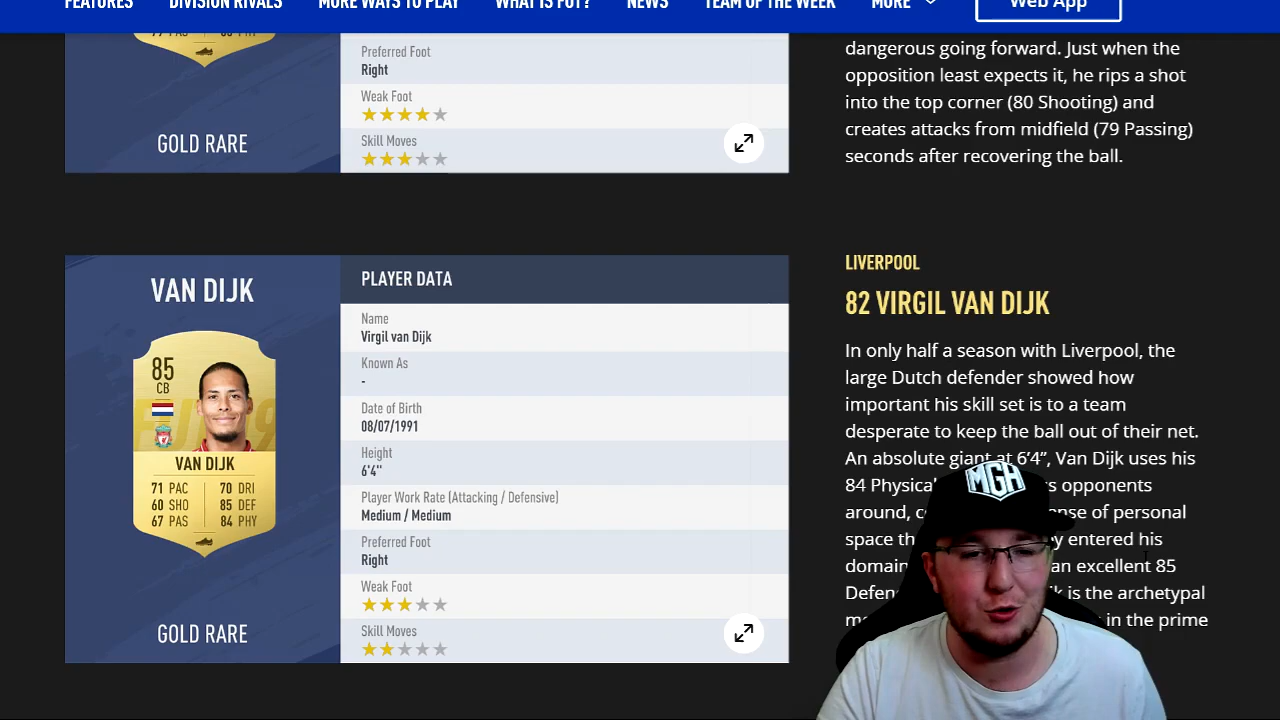 FEATURES DIVISION RIVALS MORE WAYS TO PLAY WHAT IS FUT? NEWS TEAM OF THE WEEK MORE Web App
77 PAS
GOLD RARE
Preferred Foot
Right
Weak Foot
Skill Moves
dangerous going forward. Just when the
opposition least expects it, he rips a shot
into the top corner (80 Shooting) and
creates attacks from midfield (79 Passing)
seconds after recovering the ball.
VAN DIJK
85
CB
VAN DIJK
71 PAC 70 DRI
60 SHO 85 DEF
67 PAS 84 PHY
GOLD RARE
PLAYER DATA
Name
Virgil van Dijk
Known As
-
Date of Birth
08/07/1991
Height
6'4"
Player Work Rate (Attacking / Defensive)
Medium / Medium
Preferred Foot
Right
Weak Foot
Skill Moves
LIVERPOOL
82 VIRGIL VAN DIJK
In only half a season with Liverpool, the
large Dutch defender showed how
important his skill set is to a team
desperate to keep the ball out of their net.
An absolute giant at 6’4”, Van Dijk uses his
84 Physical opponents
around, of personal
space entered his
domain an excellent 85
is the archetypal
in the prime
MGH